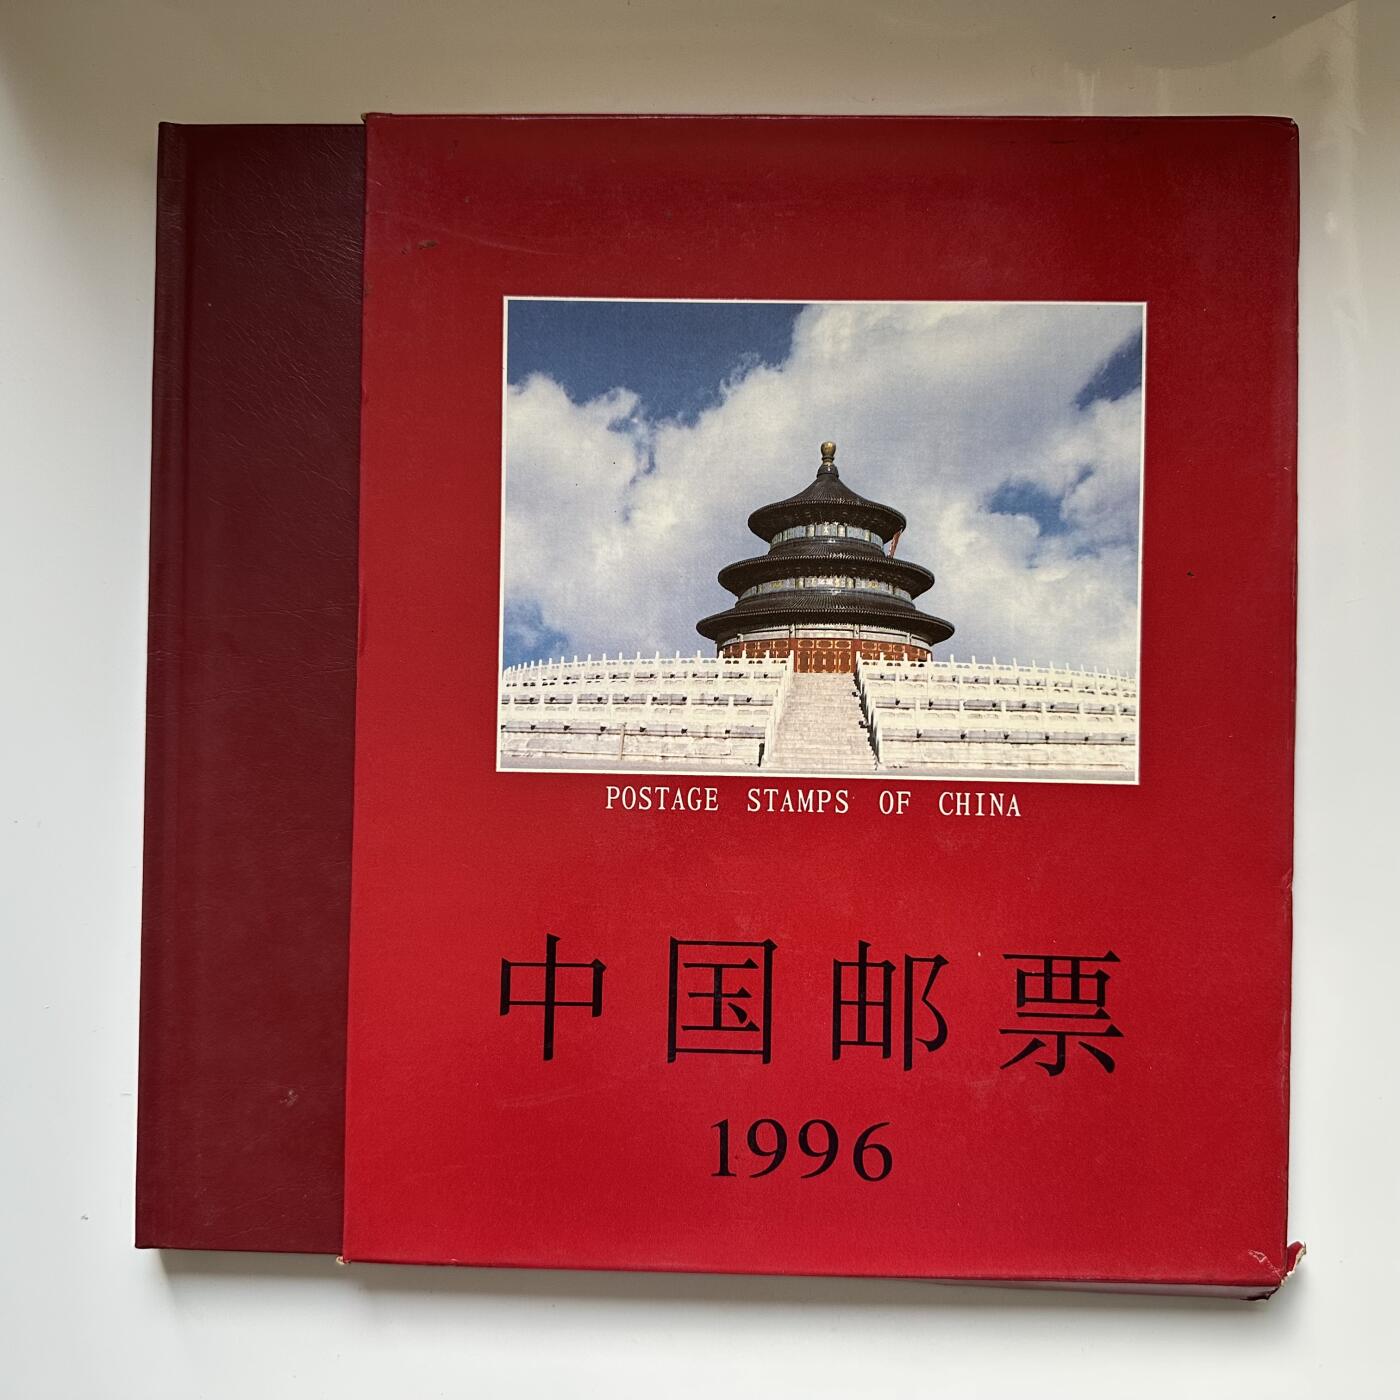 POSTAGE STAMPS OF CHINA
中国邮票
1996